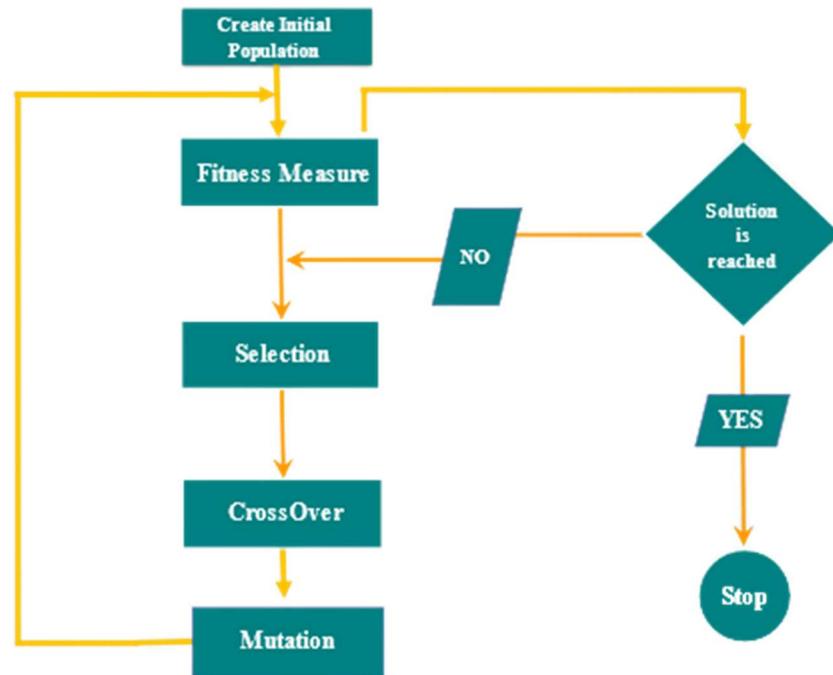 Create Initial
Population
Fitness Measure
Solution
is
reached
NO
Selection
YES
CrossOver
Stop
Mutation